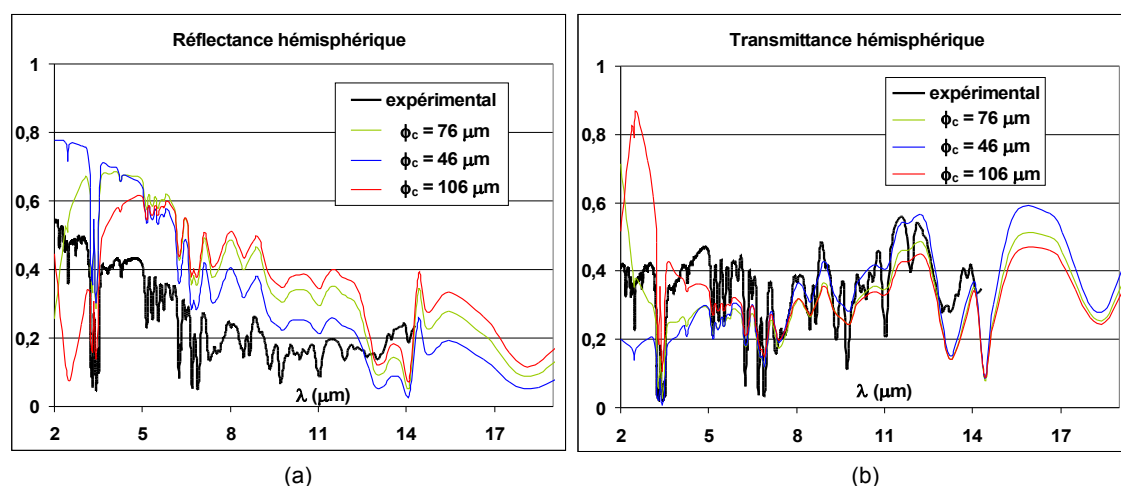 Réflectance hémisphérique
1
0,8
0,6
0,4
0,2
0
2
5
8
11
14
17
λ (μm)
expérimental
ϕc = 76 μm
ϕc = 46 μm
ϕc = 106 μm
(a)
Transmittance hémisphérique
1
0,8
0,6
0,4
0,2
0
2
5
8
11
14
17
λ (μm)
expérimental
ϕc = 76 μm
ϕc = 46 μm
ϕc = 106 μm
(b)